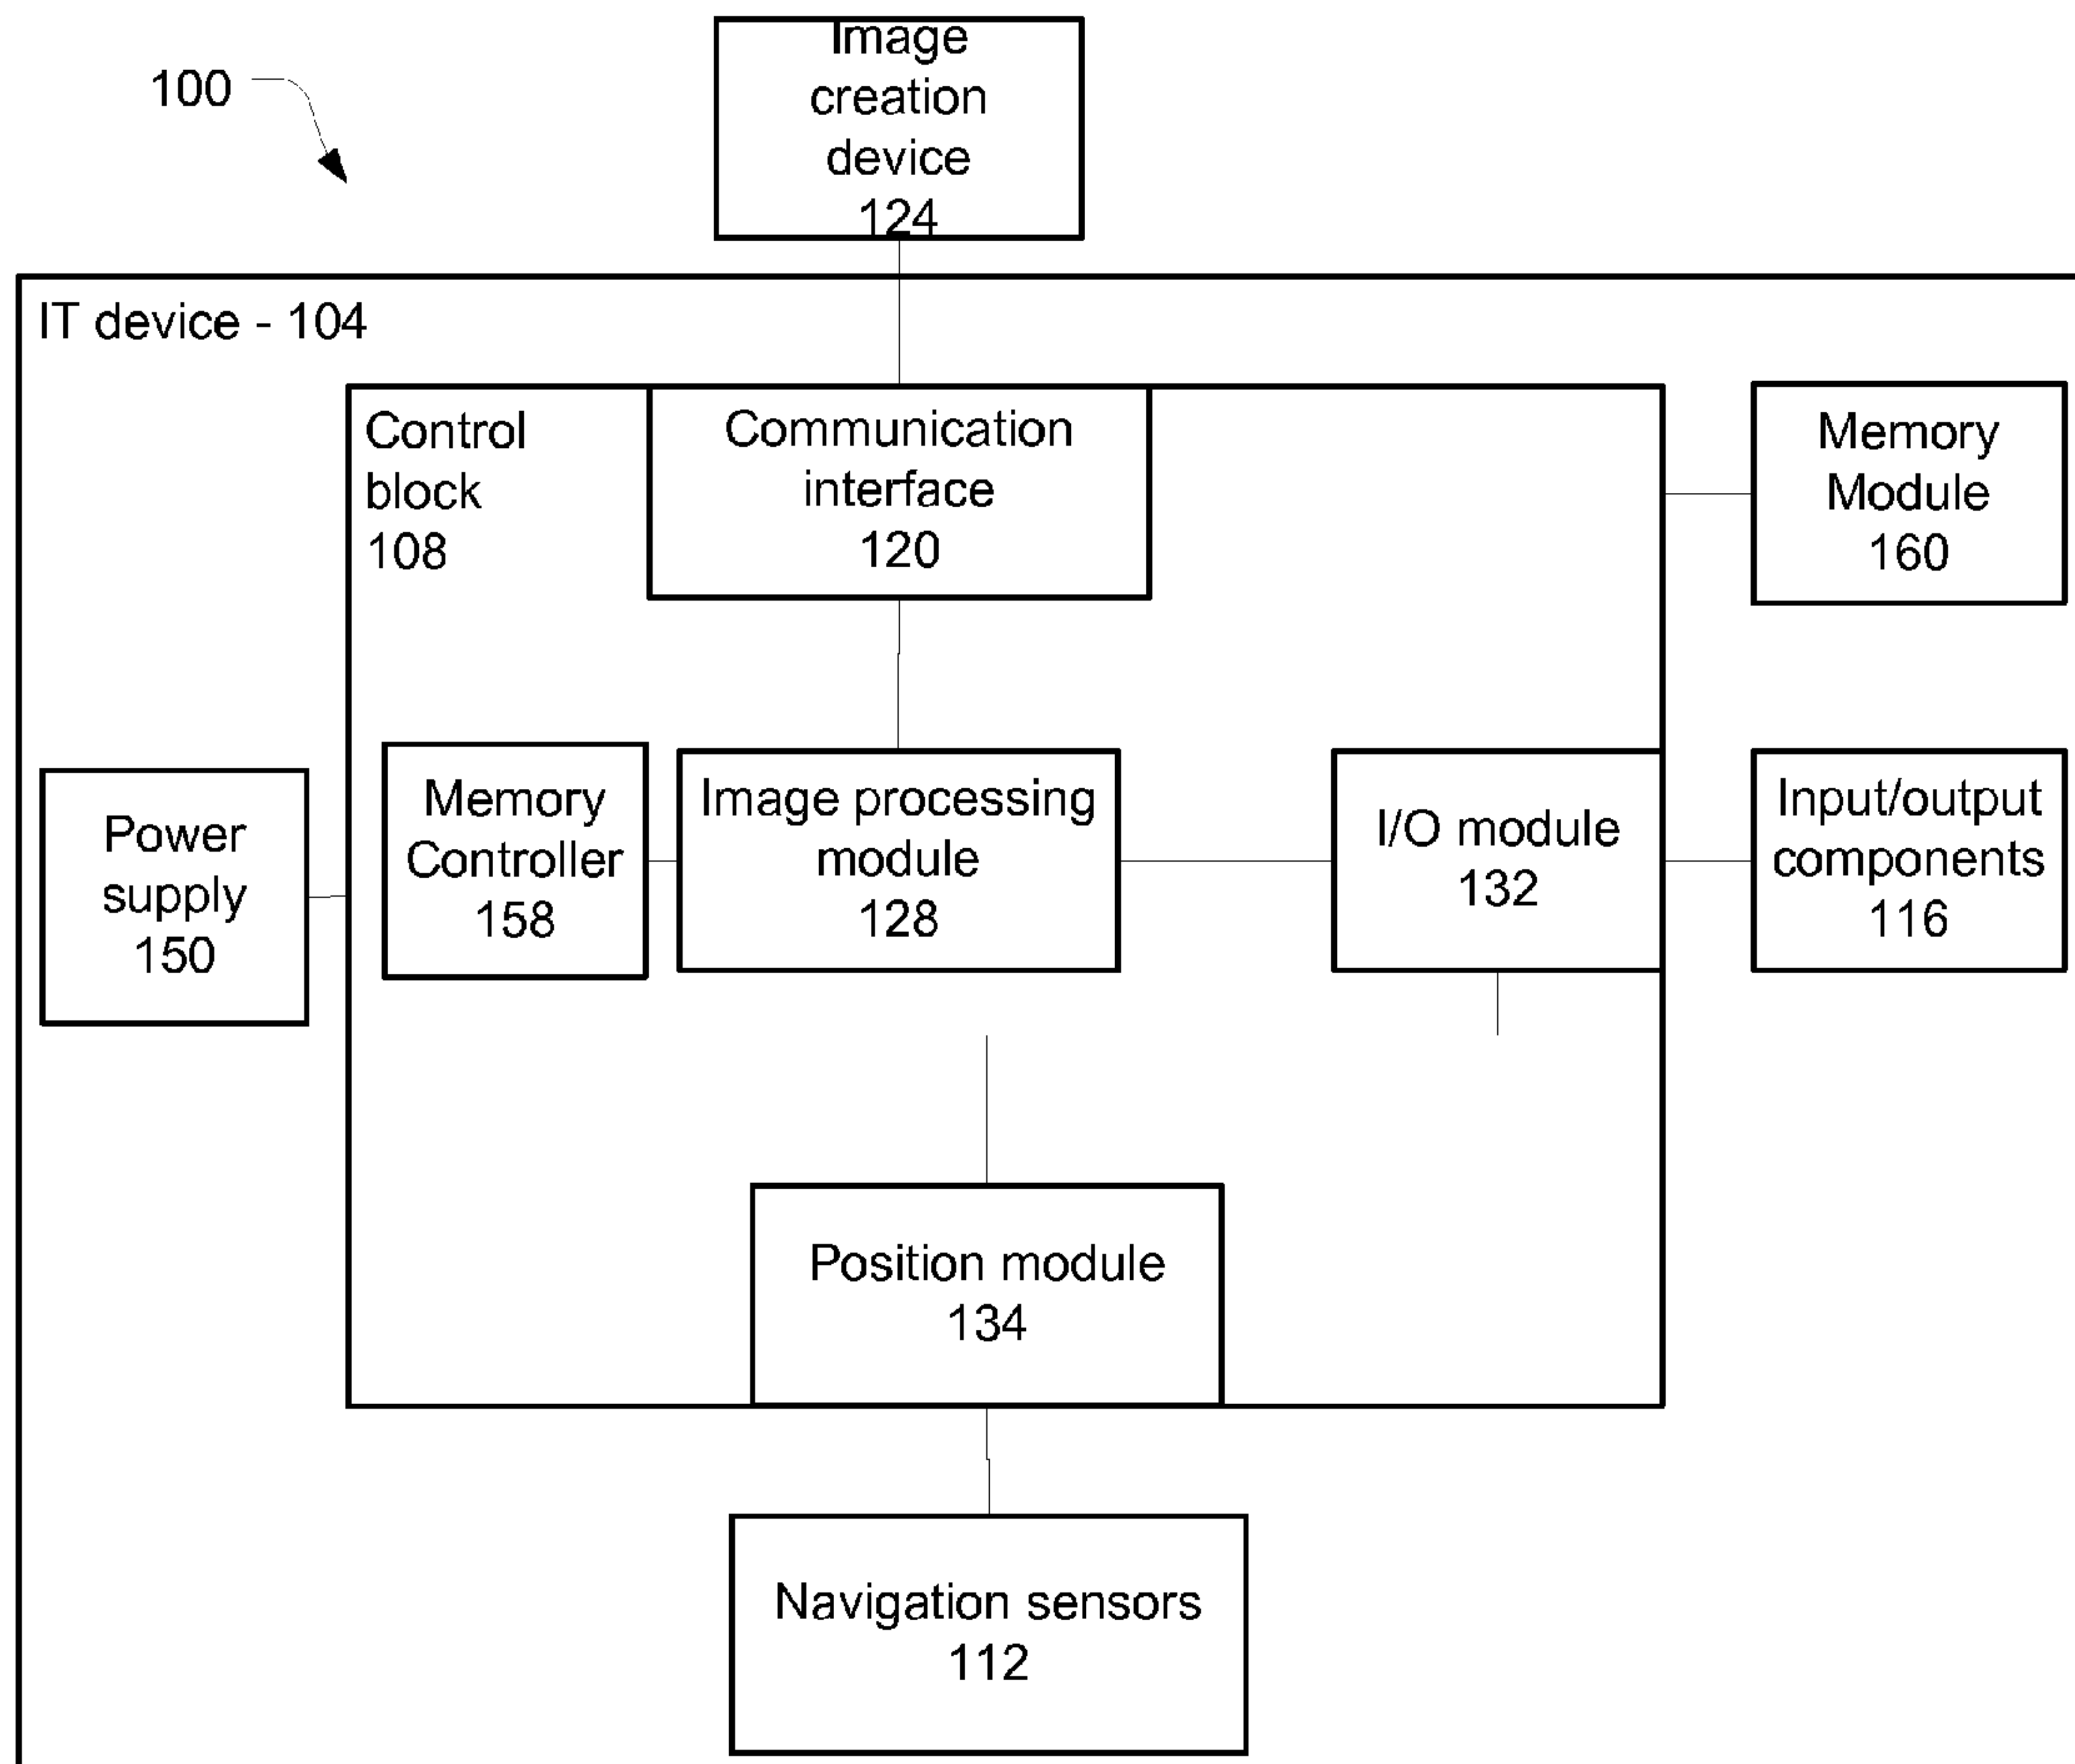 100
Image
creation
device
124
IT device - 104
Control
block
108
Communication
interface
120
Memory
Module
160
Power
supply
150
Memory
Controller
158
Image processing
module
128
I/O module
132
Input/output
components
116
Position module
134
Navigation sensors
112